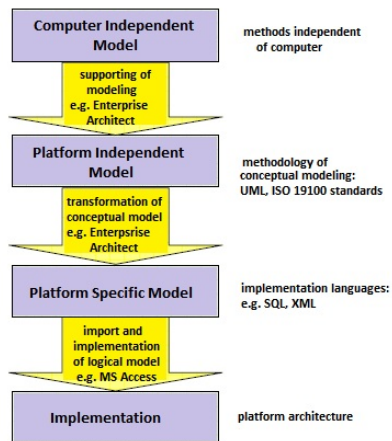 Computer Independent
Model
methods independent
of computer
supporting of
modeling
e.g. Enterprise
Architect
Platform Independent
Model
methodology of
conceptual modeling:
UML, ISO 19100 standards
transformation of
conceptual model
e.g. Enterpsrise
Architect
Platform Specific Model
implementation languages:
e.g. SQL, XML
import and
implementation
of logical model
e.g. MS Access
Implementation
platform architecture